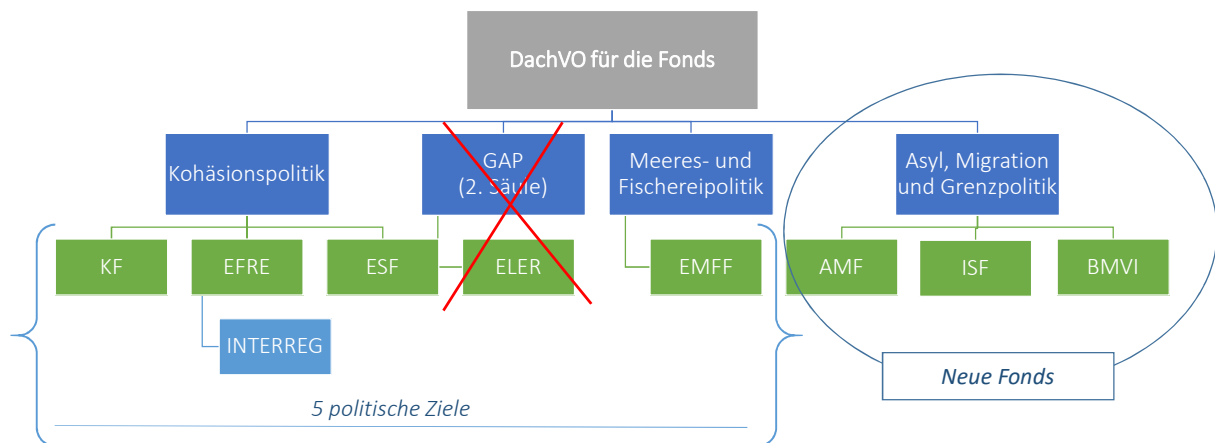 DachVO für die Fonds
Kohäsionspolitik
GAP
(2. Säule)
Meeres- und
Fischereipolitik
Asyl, Migration
und Grenzpolitik
KF
EFRE
ESF
ELER
EMFF
AMF
ISF
BMVI
INTERREG
Neue Fonds
5 politische Ziele